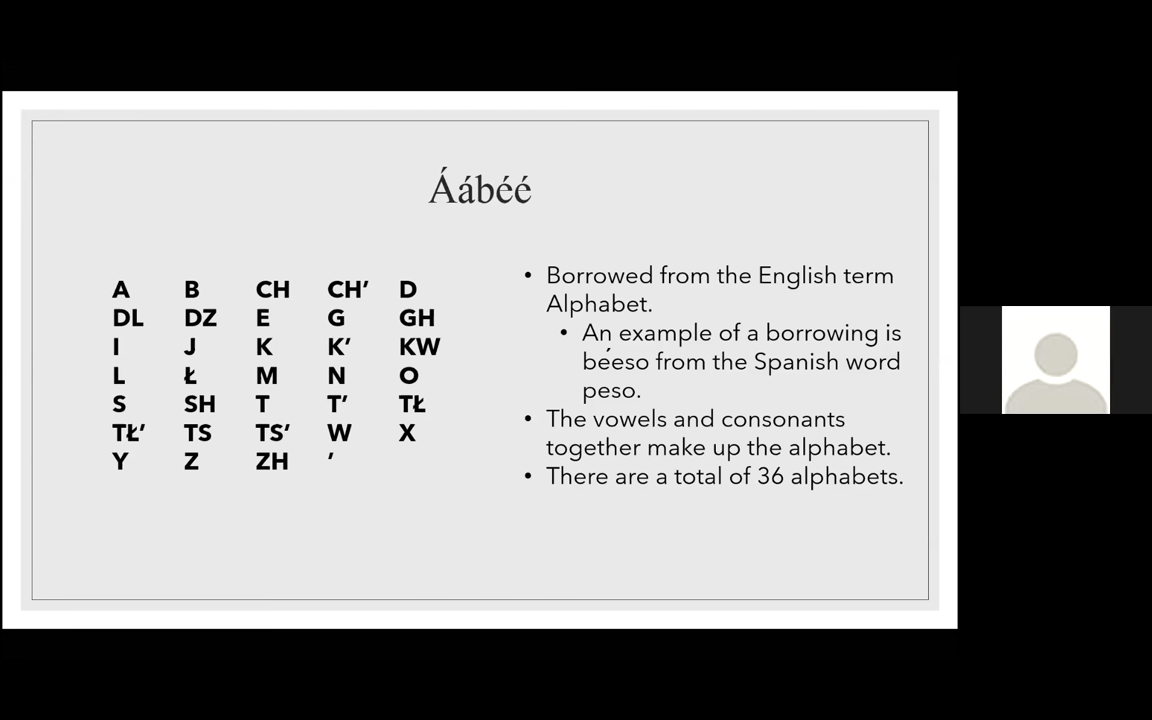 Áábéé
A B CH CH’ D
DL DZ E G GH
I J K K’ KW
L Ł M N O
S SH T T’ TŁ
TŁ’ TS TS’ W X
Y Z ZH ’
• Borrowed from the English term
Alphabet.
• An example of a borrowing is
bééso from the Spanish word
peso.
• The vowels and consonants
together make up the alphabet.
• There are a total of 36 alphabets.